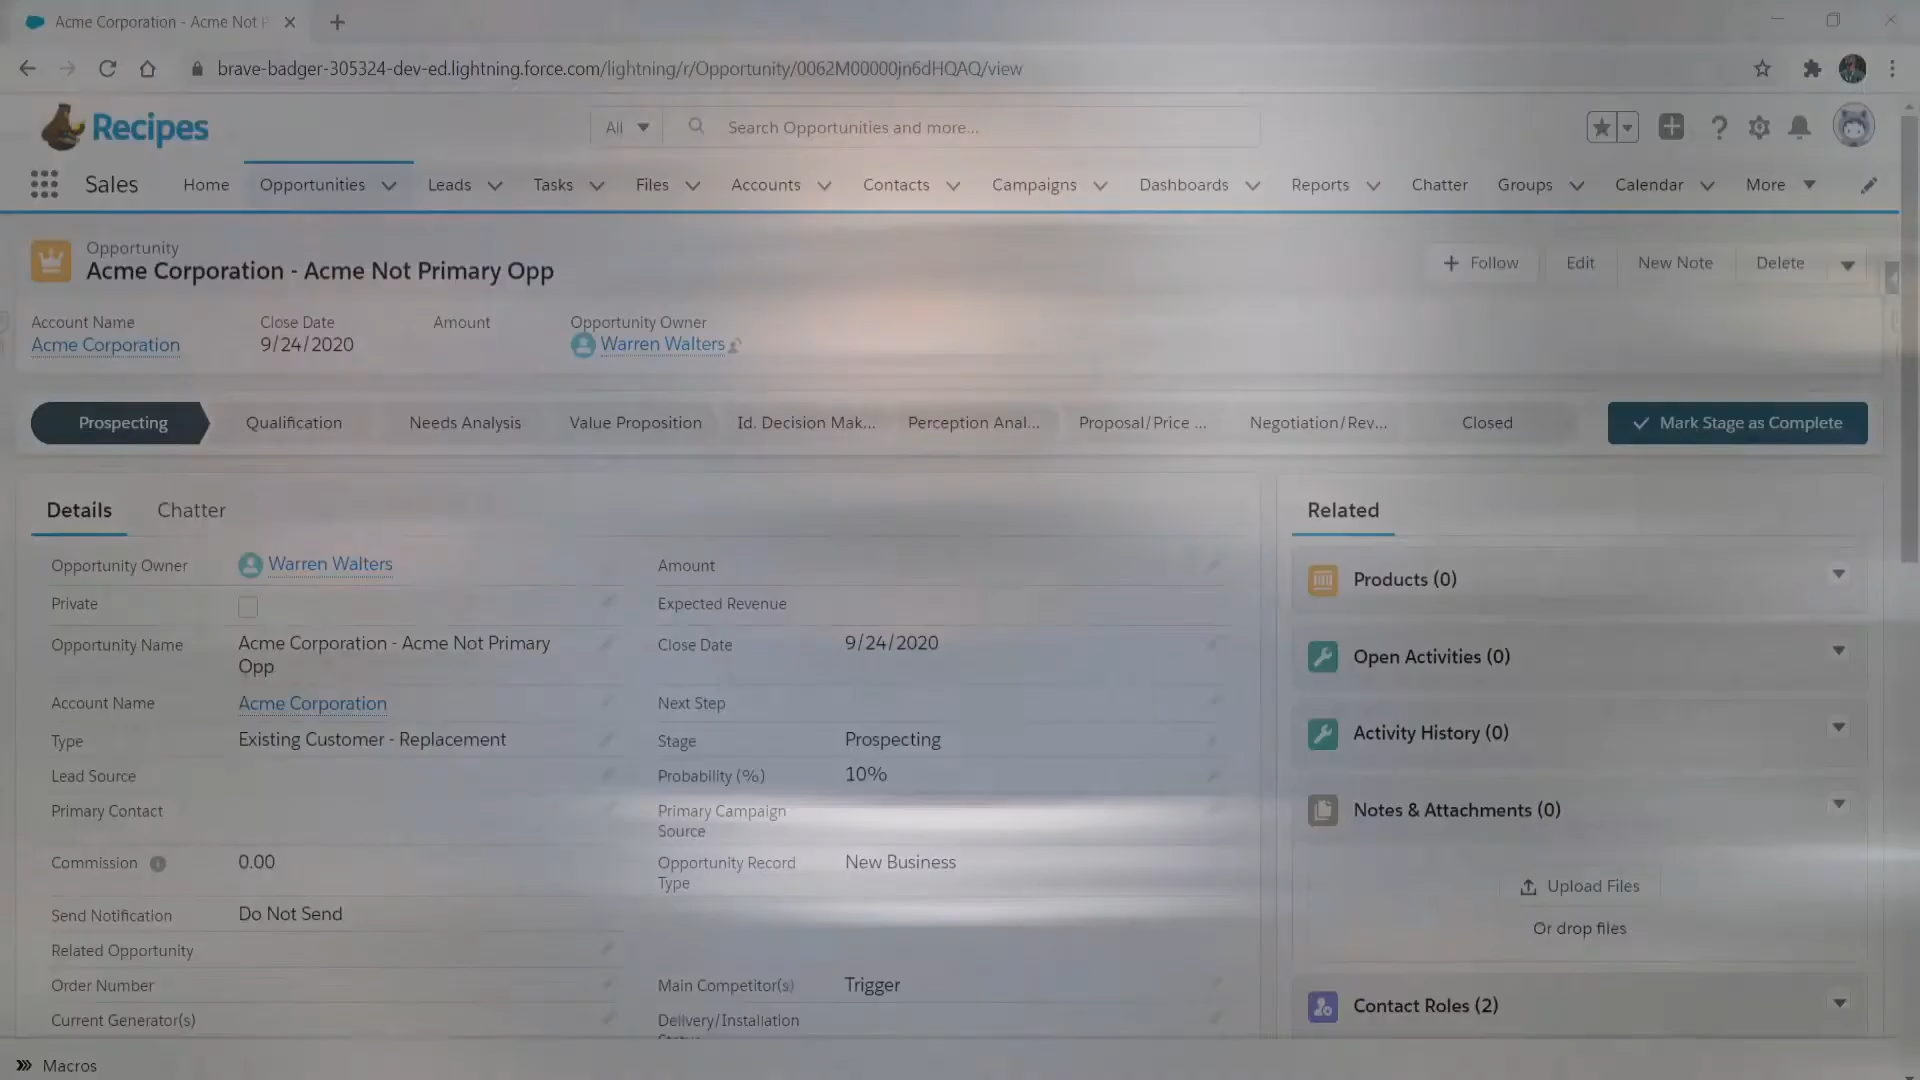 Acme Corporation - Acme Not P
brave-badger-305324-dev-ed.lightning.force.com/lightning/r/Opportunity/0062M00000jn6dHQAQ/view
Recipes
All
Search Opportunities and more...
Sales
Home
Opportunities
Leads
Tasks
Files
Accounts
Contacts
Campaigns
Dashboards
Reports
Chatter
Groups
Calendar
More
Opportunity
Acme Corporation - Acme Not Primary Opp
Follow
Edit
New Note
Delete
Account Name
Acme Corporation
Close Date
9/24/2020
Amount
Opportunity Owner
Warren Walters
Prospecting
Qualification
Needs Analysis
Value Proposition
Id. Decision Mak...
Perception Anal...
Proposal/Price ...
Negotiation/Rev...
Closed
Mark Stage as Complete
Details
Chatter
Opportunity Owner
Warren Walters
Private
Opportunity Name
Acme Corporation - Acme Not Primary
Opp
Account Name
Acme Corporation
Type
Existing Customer - Replacement
Lead Source
Primary Contact
Commission
0.00
Send Notification
Do Not Send
Related Opportunity
Order Number
Current Generator(s)
Amount
Expected Revenue
Close Date
9/24/2020
Next Step
Stage
Prospecting
Probability (%)
10%
Primary Campaign
Source
Opportunity Record
Type
New Business
Main Competitor(s)
Trigger
Delivery/Installation
Related
Products (0)
Open Activities (0)
Activity History (0)
Notes & Attachments (0)
Upload Files
Or drop files
Contact Roles (2)
Macros